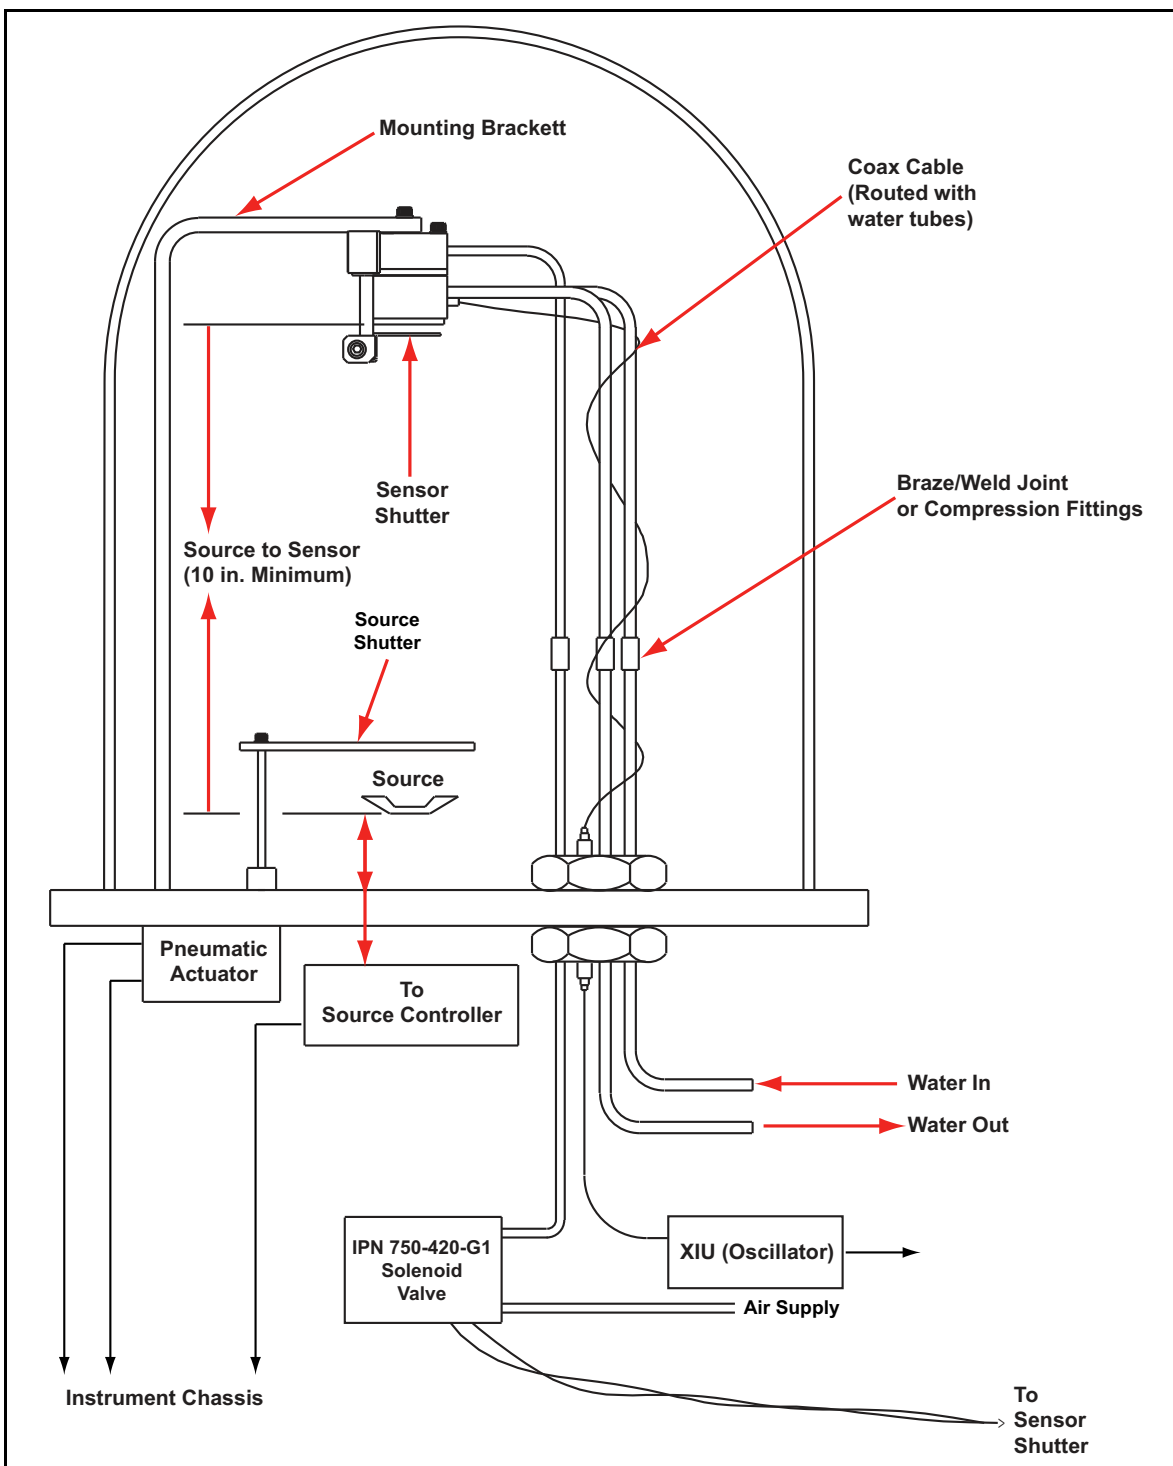 Mounting Brackett
Coax Cable
(Routed with
water tubes)
Sensor
Shutter
Braze/Weld Joint
or Compression Fittings
Source to Sensor
(10 in. Minimum)
Source
Shutter
Source
Pneumatic
Actuator
To
Source Controller
Water In
Water Out
IPN 750-420-G1
Solenoid
Valve
XIU (Oscillator)
Air Supply
Instrument Chassis
To
Sensor
Shutter